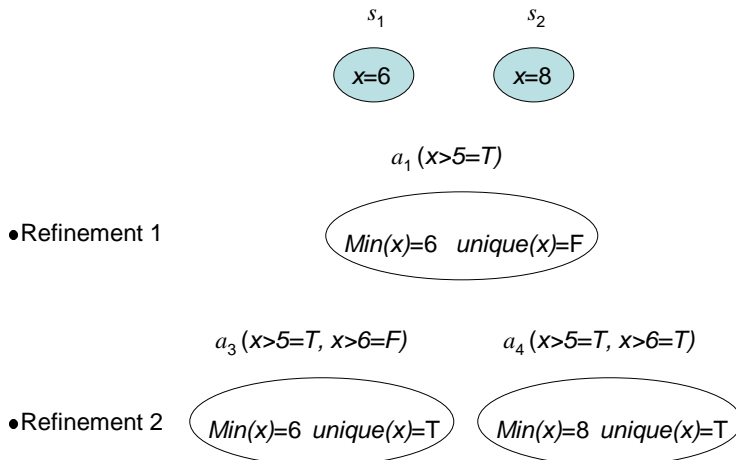 s1 s2
x=6 x=8
a1 (x>5=T)
•Refinement 1 Min(x)=6 unique(x)=F
a3 (x>5=T, x>6=F) a4 (x>5=T, x>6=T)
•Refinement 2 Min(x)=6 unique(x)=T Min(x)=8 unique(x)=T